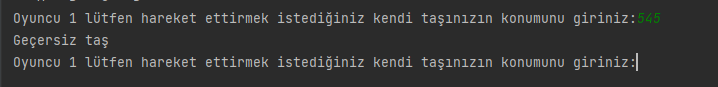 Oyuncu 1 lütfen hareket ettirmek istediğiniz kendi taşınızın konumunu giriniz:545
Geçersiz taş
Oyuncu 1 lütfen hareket ettirmek istediğiniz kendi taşınızın konumunu giriniz: